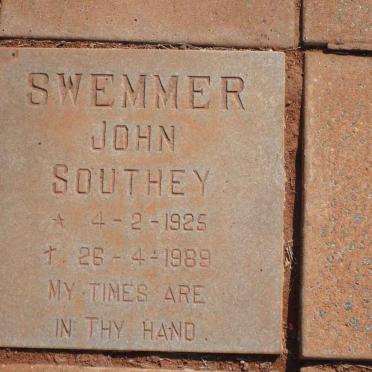 SWEMMER
JOHN
SOUTHEY
* 4-2-1925
† 26-4-1989
MY TIMES ARE
IN THY HAND.